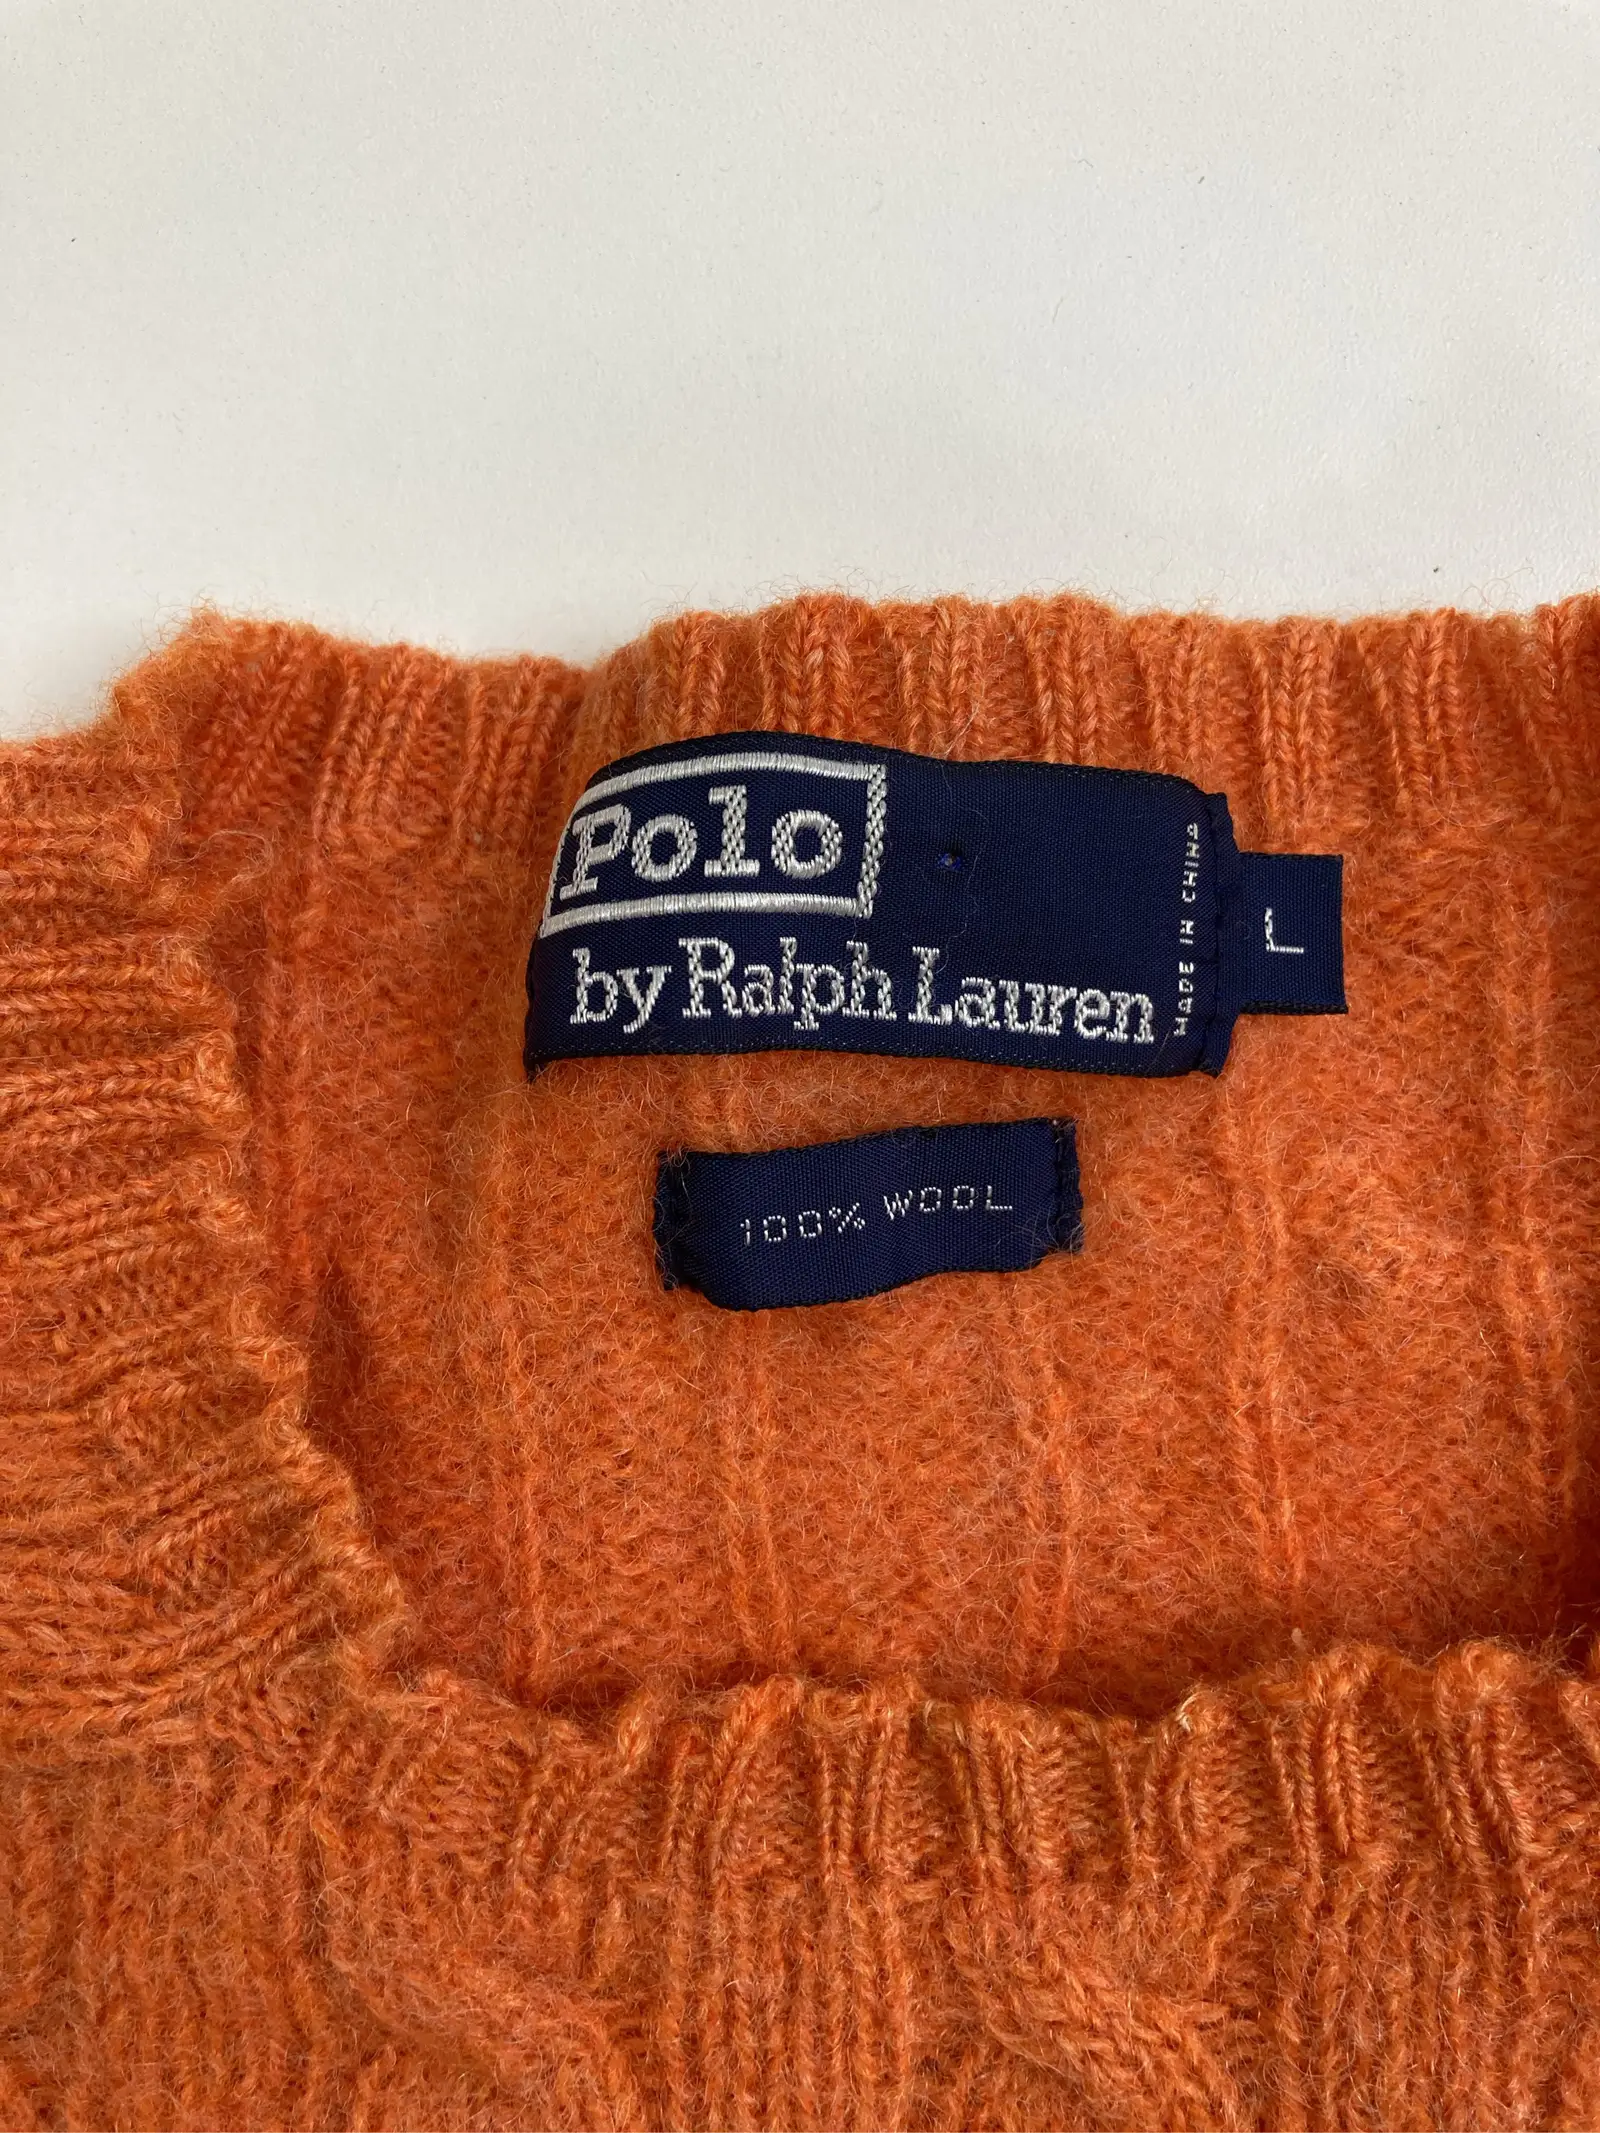 Polo
by Ralph Lauren
MADE IN CHINA
L
100% WOOL